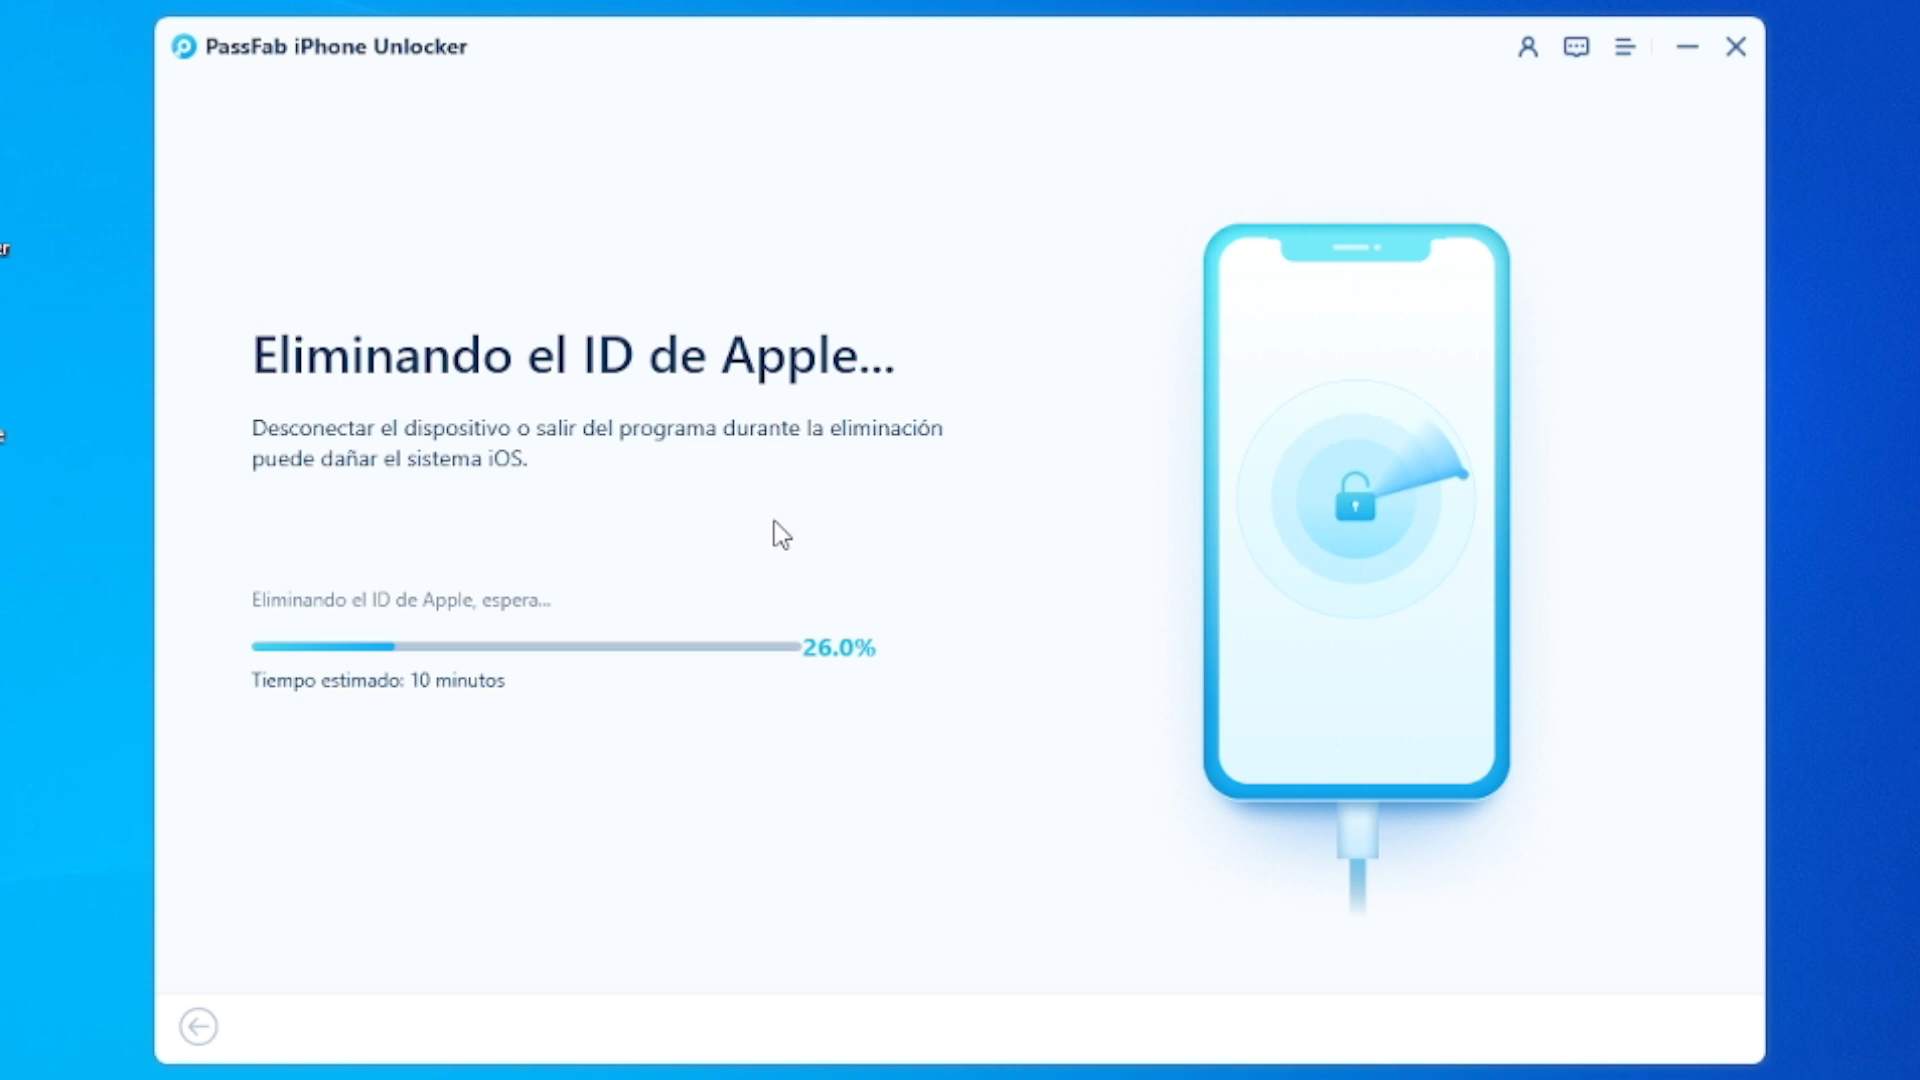 PassFab iPhone Unlocker
er
Eliminando el ID de Apple...
Desconectar el dispositivo o salir del programa durante la eliminación
puede dañar el sistema iOS.
Eliminando el ID de Apple, espera...
26.0%
Tiempo estimado: 10 minutos